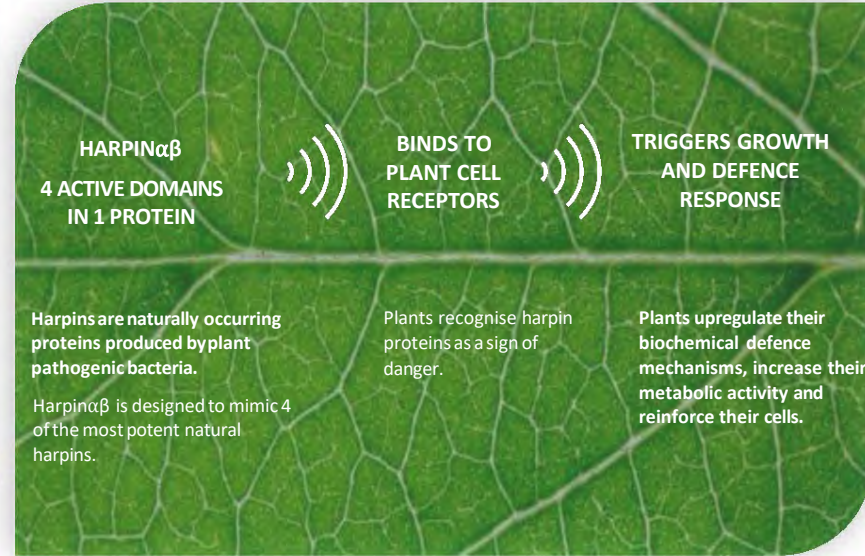 HARPINαβ
4 ACTIVE DOMAINS
IN 1 PROTEIN
BINDS TO
PLANT CELL
RECEPTORS
TRIGGERS GROWTH
AND DEFENCE
RESPONSE
Harpins are naturally occurring
proteins produced byplant
pathogenic bacteria.
Harpinαβ is designed to mimic 4
of the most potent natural
harpins.
Plants recognise harpin
proteins as a sign of
danger.
Plants upregulate their
biochemical defence
mechanisms, increase their
metabolic activity and
reinforce their cells.